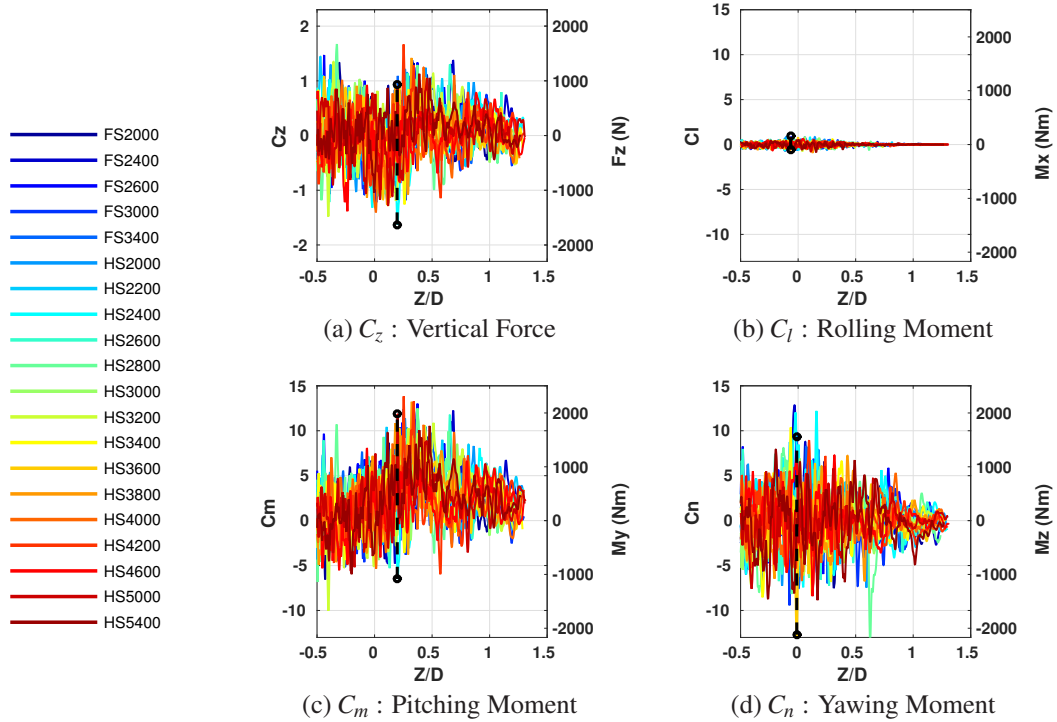 FS2000
FS2400
FS2600
FS3000
FS3400
HS2000
HS2200
HS2400
HS2600
HS2800
HS3000
HS3200
HS3400
HS3600
HS3800
HS4000
HS4200
HS4600
HS5000
HS5400
2
1
0
-1
-2
Cz
2000
1000
0
-1000
-2000
Fz (N)
-0.5 0 0.5 1 1.5
Z/D
(a) Cz : Vertical Force
15
10
5
0
-5
-10
Cl
2000
1000
0
-1000
-2000
Mx (Nm)
-0.5 0 0.5 1 1.5
Z/D
(b) Cl : Rolling Moment
15
10
5
0
-5
-10
Cm
2000
1000
0
-1000
-2000
My (Nm)
-0.5 0 0.5 1 1.5
Z/D
(c) Cm : Pitching Moment
15
10
5
0
-5
-10
Cn
2000
1000
0
-1000
-2000
Mz (Nm)
-0.5 0 0.5 1 1.5
Z/D
(d) Cn : Yawing Moment